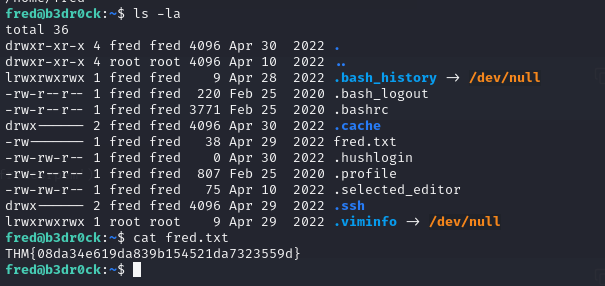 fred@b3dr0ck:~$ ls -la
total 36
drwxr-xr-x 4 fred fred 4096 Apr 30  2022 .
drwxr-xr-x 4 root root 4096 Apr 10  2022 ..
lrwxrwxrwx 1 fred fred    9 Apr 28  2022 .bash_history → /dev/null
-rw-r--r-- 1 fred fred  220 Feb 25  2020 .bash_logout
-rw-r--r-- 1 fred fred 3771 Feb 25  2020 .bashrc
drwx------ 2 fred fred 4096 Apr 30  2022 .cache
-rw------- 1 fred fred   38 Apr 29  2022 fred.txt
-rw-rw-r-- 1 fred fred    0 Apr 30  2022 .hushlogin
-rw-r--r-- 1 fred fred  807 Feb 25  2020 .profile
-rw-rw-r-- 1 fred fred   75 Apr 10  2022 .selected_editor
drwx------ 2 fred fred 4096 Apr 29  2022 .ssh
lrwxrwxrwx 1 root root    9 Apr 29  2022 .viminfo → /dev/null
fred@b3dr0ck:~$ cat fred.txt
THM{08da34e619da839b154521da7323559d}
fred@b3dr0ck:~$